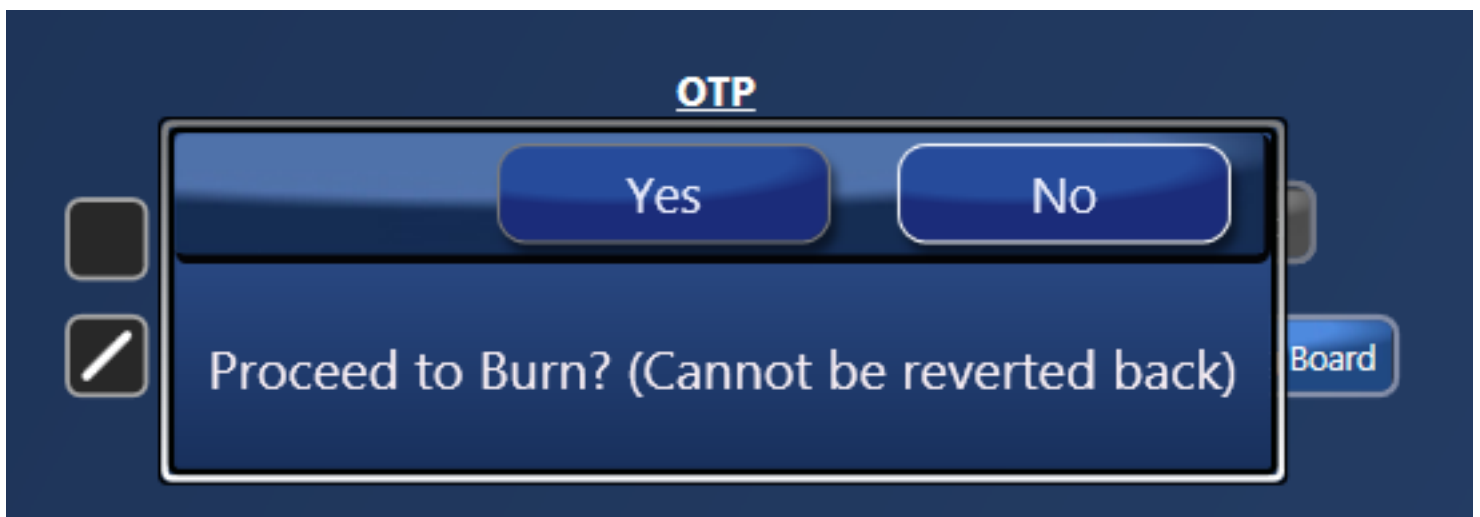 OTP
Yes No
Proceed to Burn? (Cannot be reverted back)
Board